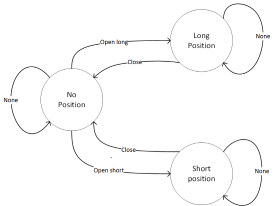 Long
Position
None
Open long
Close
None
No
Position
Close
Open short
Short
position
None